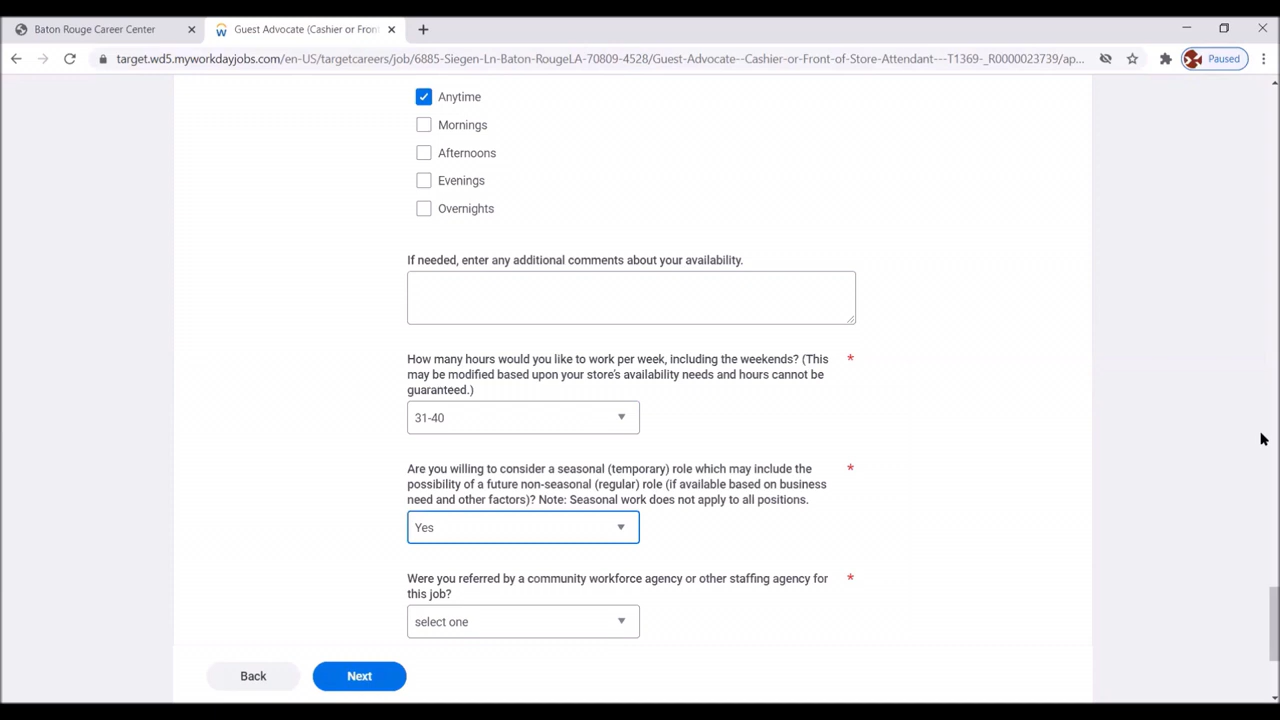 Baton Rouge Career Center
Guest Advocate (Cashier or Front
Paused
target.wd5.myworkdayjobs.com/en-US/targetcareers/job/6885-Siegen-Ln-Baton-RougeLA-70809-4528/Guest-Advocate--Cashier-or-Front-of-Store-Attendant---T1369-_R0000023739/ap...
Anytime
Mornings
Afternoons
Evenings
Overnights
If needed, enter any additional comments about your availability.
How many hours would you like to work per week, including the weekends? (This *
may be modified based upon your store's availability needs and hours cannot be
guaranteed.)
31-40
Are you willing to consider a seasonal (temporary) role which may include the *
possibility of a future non-seasonal (regular) role (if available based on business
need and other factors)? Note: Seasonal work does not apply to all positions.
Yes
Were you referred by a community workforce agency or other staffing agency for *
this job?
select one
Back
Next